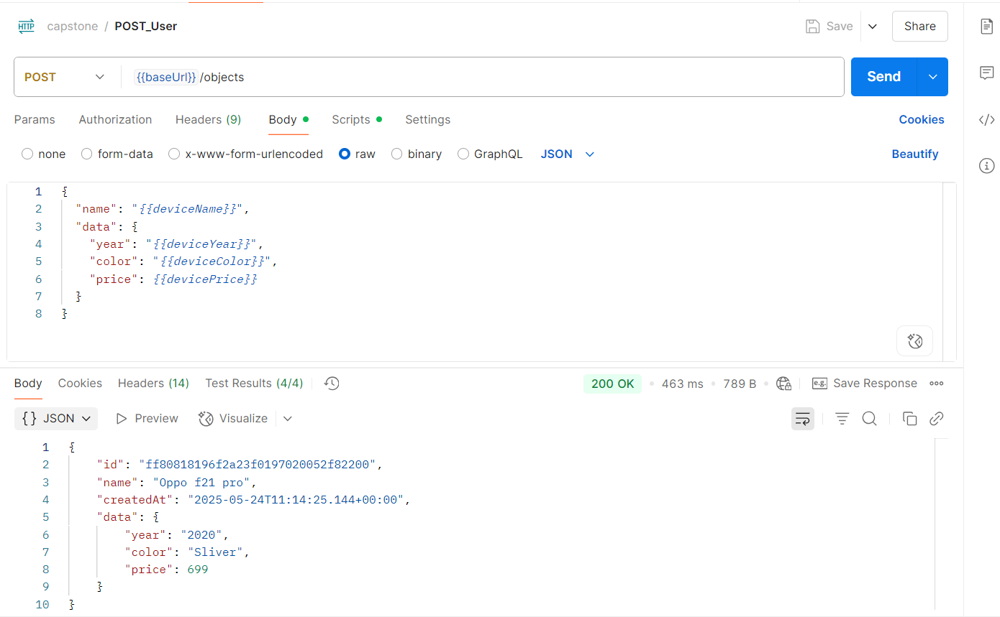 HTTP capstone / POST_User Save Share
POST {{baseUrl}} /objects Send
Params Authorization Headers (9) Body Scripts Settings Cookies
none form-data x-www-form-urlencoded raw binary GraphQL JSON Beautify
1 {
2 "name": "{{deviceName}}",
3 "data": {
4 "year": "{{deviceYear}}",
5 "color": "{{deviceColor}}",
6 "price": {{devicePrice}}
7 }
8 }
Body Cookies Headers (14) Test Results (4/4) 200 OK • 463 ms • 789 B • e.g. Save Response
{} JSON Preview Visualize
1 {
2 "id": "ff80818196f2a23f0197020052f82200",
3 "name": "Oppo f21 pro",
4 "createdAt": "2025-05-24T11:14:25.144+00:00",
5 "data": {
6 "year": "2020",
7 "color": "Sliver",
8 "price": 699
9 }
10 }